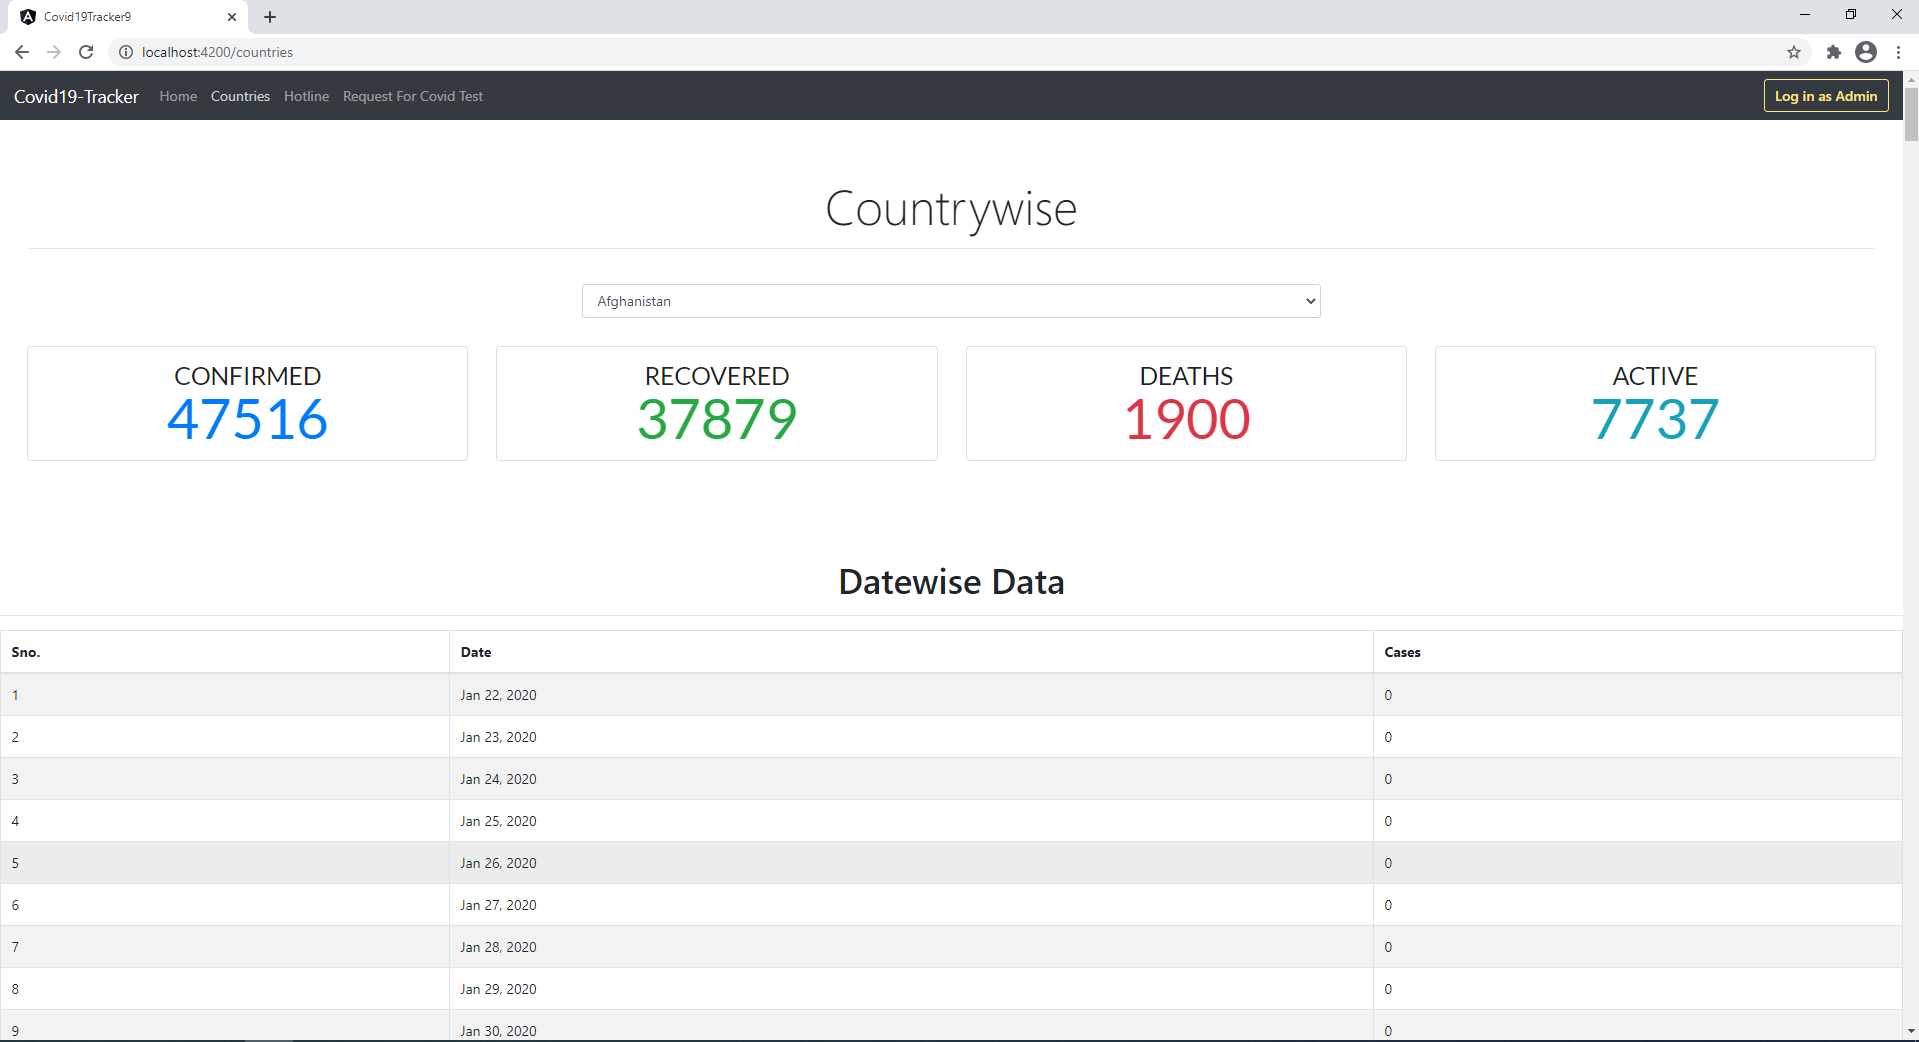 Covid19Tracker9
localhost:4200/countries
Covid19-Tracker Home Countries Hotline Request For Covid Test Log in as Admin
Countrywise
Afghanistan
CONFIRMED RECOVERED DEATHS ACTIVE
47516 37879 1900 7737
Datewise Data
Sno. Date Cases
1 Jan 22, 2020 0
2 Jan 23, 2020 0
3 Jan 24, 2020 0
4 Jan 25, 2020 0
5 Jan 26, 2020 0
6 Jan 27, 2020 0
7 Jan 28, 2020 0
8 Jan 29, 2020 0
9 Jan 30, 2020 0